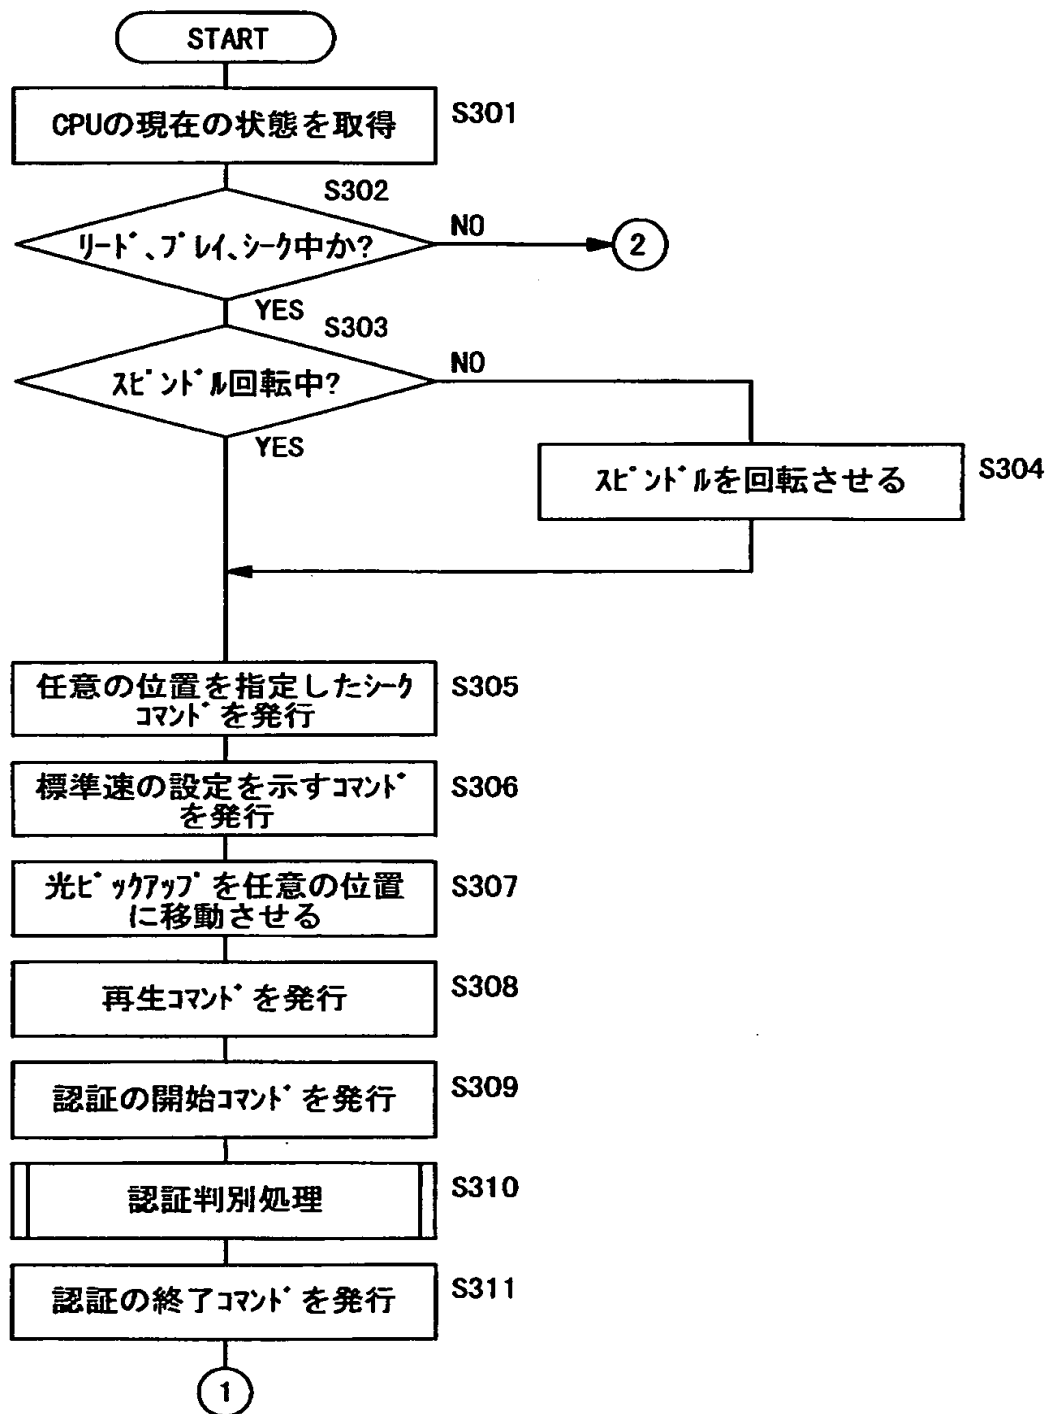 START
CPUの現在の状態を取得
S301
S302
ﾘｰﾄﾞ、ﾌﾟﾚｲ、ｼｰｸ中か?
NO
2
YES
S303
ｽﾋﾟﾝﾄﾞﾙ回転中?
NO
YES
ｽﾋﾟﾝﾄﾞﾙを回転させる
S304
任意の位置を指定したｼｰｸ
ｺﾏﾝﾄﾞを発行
S305
標準速の設定を示すｺﾏﾝﾄﾞ
を発行
S306
光ﾋﾟｯｸｱｯﾌﾟを任意の位置
に移動させる
S307
再生ｺﾏﾝﾄﾞを発行
S308
認証の開始ｺﾏﾝﾄﾞを発行
S309
認証判別処理
S310
認証の終了ｺﾏﾝﾄﾞを発行
S311
1